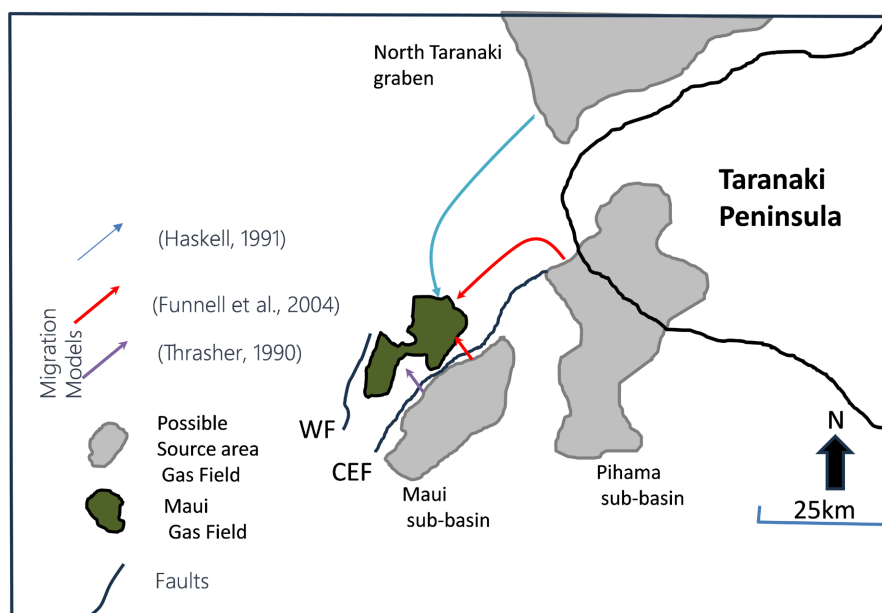 North Taranaki
graben
Taranaki
Peninsula
(Haskell, 1991)
(Funnell et al., 2004)
(Thrasher, 1990)
Migration
Models
Possible
Source area
Gas Field
Maui
Gas Field
Faults
WF
CEF
Maui
sub-basin
Pihama
sub-basin
N
25km